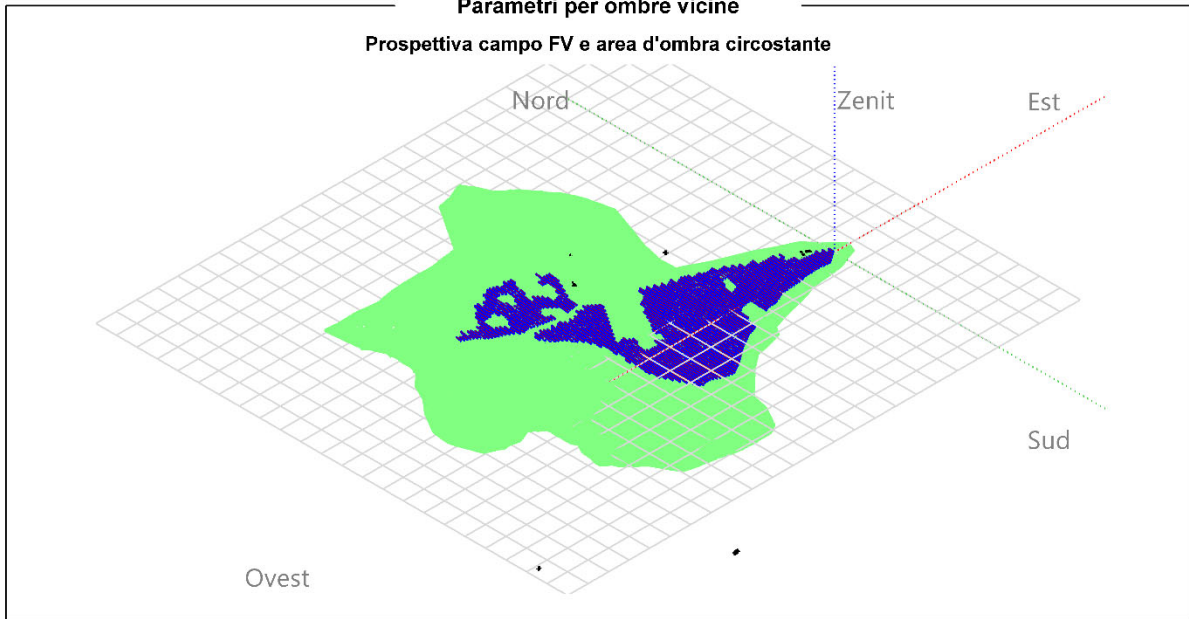 Parametri per ombre vicine
Prospettiva campo FV e area d'ombra circostante
Nord
Zenit
Est
Sud
Ovest